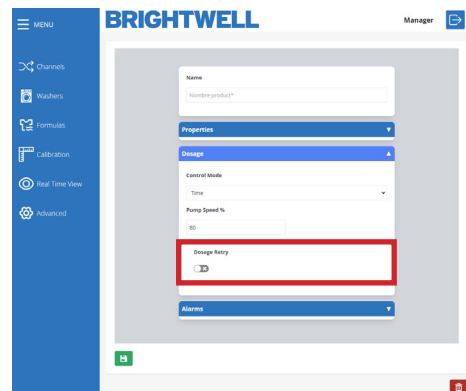 MENU
BRIGHTWELL
Manager
Channels
Washers
Formulas
Calibration
Real Time View
Advanced
Name
Nombre product*
Properties
Dosage
Control Mode
Time
Pump Speed %
80
Dosage Retry
Alarms